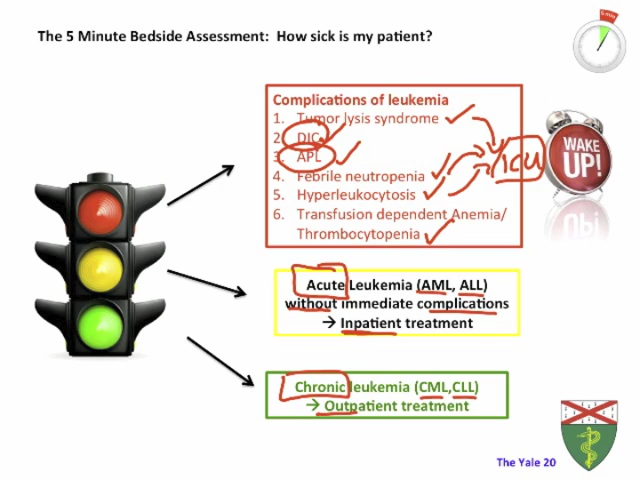 The 5 Minute Bedside Assessment: How sick is my patient?
5 min
Complications of leukemia
1. Tumor lysis syndrome
2. DIC
3. APL
4. Febrile neutropenia
5. Hyperleukocytosis
6. Transfusion dependent Anemia/
Thrombocytopenia
ICU
WAKE
UP!
Acute Leukemia (AML, ALL)
without immediate complications
→ Inpatient treatment
Chronic leukemia (CML,CLL)
→ Outpatient treatment
The Yale 20